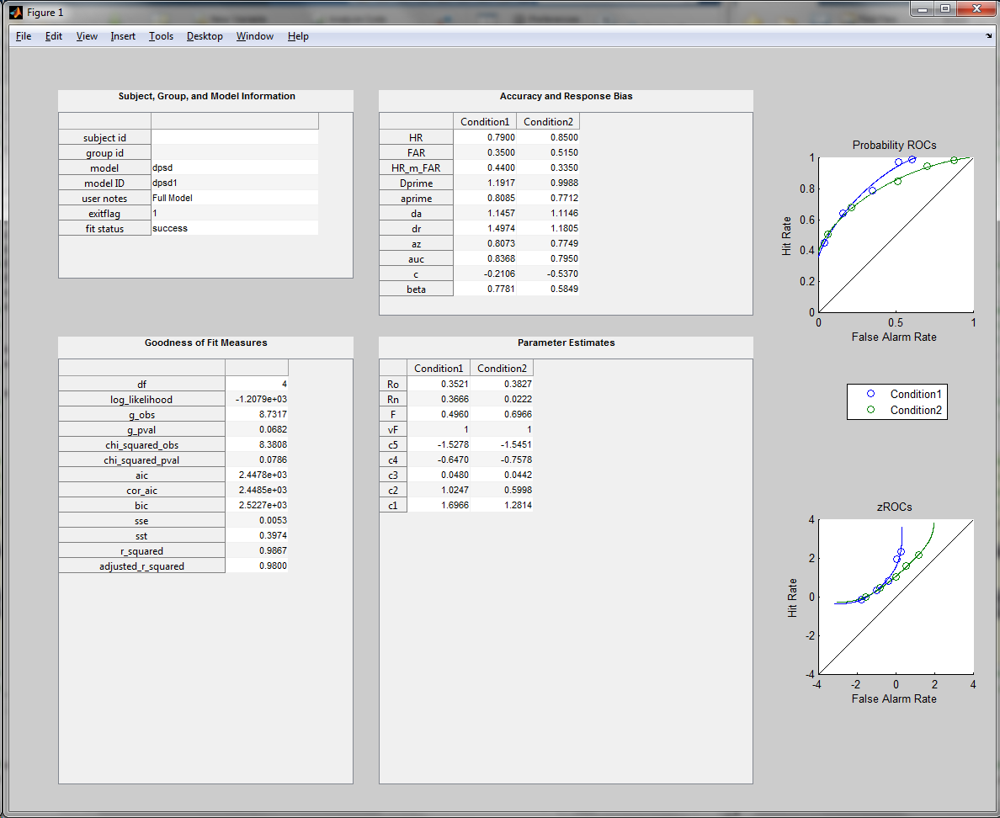 Figure 1
File Edit View Insert Tools Desktop Window Help
Subject, Group, and Model Information
subject id
group id
model dpsd
model ID dpsd1
user notes Full Model
exitflag 1
fit status success
Accuracy and Response Bias
Condition1 Condition2
HR 0.7900 0.8500
FAR 0.3500 0.5150
HR_m_FAR 0.4400 0.3350
Dprime 1.1917 0.9988
aprime 0.8085 0.7712
da 1.1457 1.1146
dr 1.4974 1.1805
az 0.8073 0.7749
auc 0.8368 0.7950
c -0.2106 -0.5370
beta 0.7781 0.5849
Probability ROCs
1
0.8
0.6
0.4
0.2
0
Hit Rate
0 0.5 1
False Alarm Rate
Goodness of Fit Measures
df 4
log_likelihood -1.2079e+03
g_obs 8.7317
g_pval 0.0682
chi_squared_obs 8.3808
chi_squared_pval 0.0786
aic 2.4478e+03
cor_aic 2.4485e+03
bic 2.5227e+03
sse 0.0053
sst 0.3974
r_squared 0.9867
adjusted_r_squared 0.9800
Parameter Estimates
Condition1 Condition2
Ro 0.3521 0.3827
Rn 0.3666 0.0222
F 0.4960 0.6966
vF 1 1
c5 -1.5278 -1.5451
c4 -0.6470 -0.7578
c3 0.0480 0.0442
c2 1.0247 0.5998
c1 1.6966 1.2814
Condition1
Condition2
zROCs
4
2
0
-2
-4
Hit Rate
-4 -2 0 2 4
False Alarm Rate